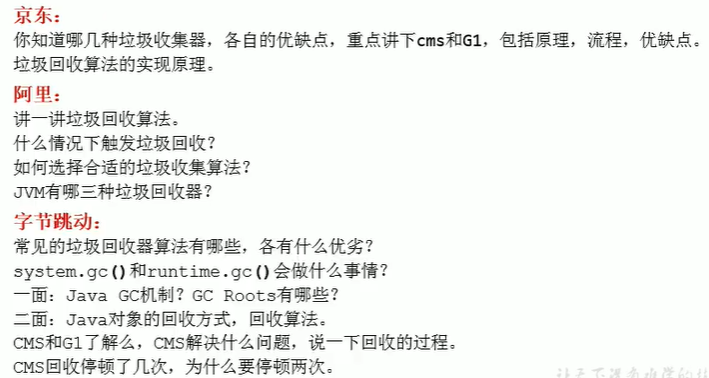 京东：
你知道哪几种垃圾收集器，各自的优缺点，重点讲下cms和G1，包括原理，流程，优缺点。
垃圾回收算法的实现原理。
阿里：
讲一讲垃圾回收算法。
什么情况下触发垃圾回收？
如何选择合适的垃圾收集算法？
JVM有哪三种垃圾回收器？
字节跳动：
常见的垃圾回收器算法有哪些，各有什么优劣？
system.gc()和runtime.gc()会做什么事情？
一面：Java GC机制？GC Roots有哪些？
二面：Java对象的回收方式，回收算法。
CMS和G1了解么，CMS解决什么问题，说一下回收的过程。
CMS回收停顿了几次，为什么要停顿两次。